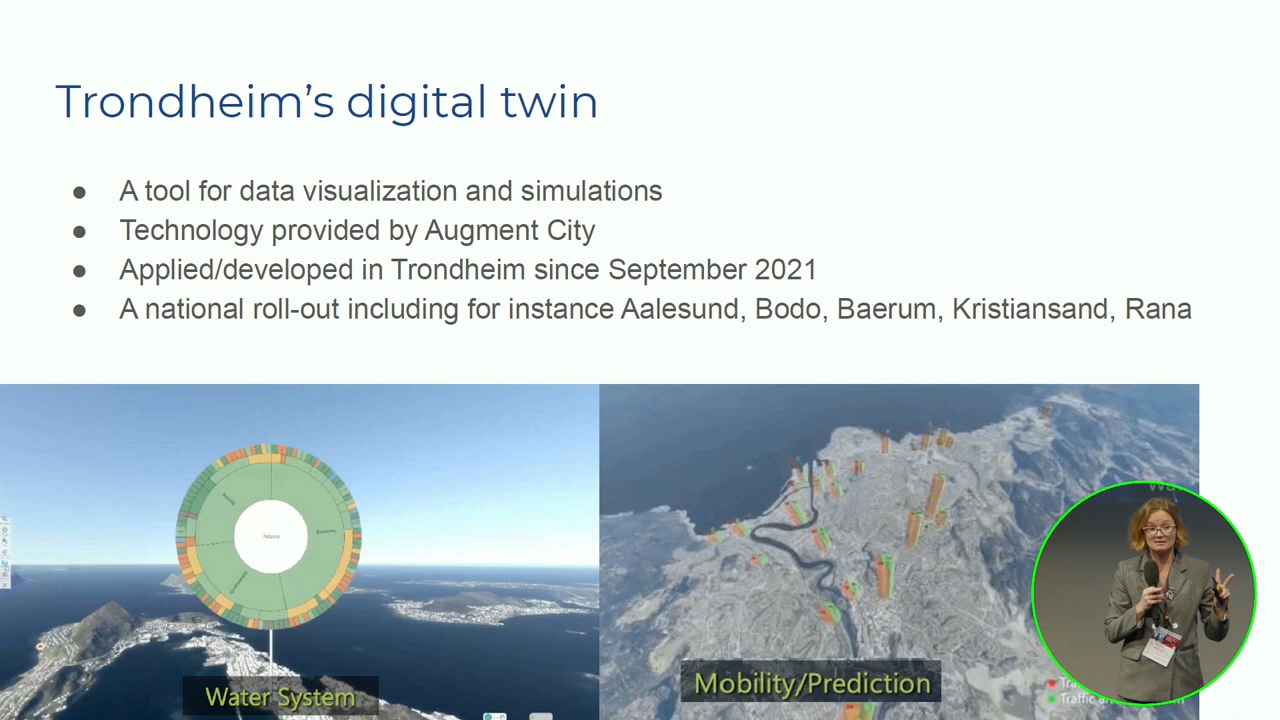 Trondheim's digital twin
● A tool for data visualization and simulations
● Technology provided by Augment City
● Applied/developed in Trondheim since September 2021
● A national roll-out including for instance Aalesund, Bodo, Baerum, Kristiansand, Rana
Water System
Mobility/Prediction